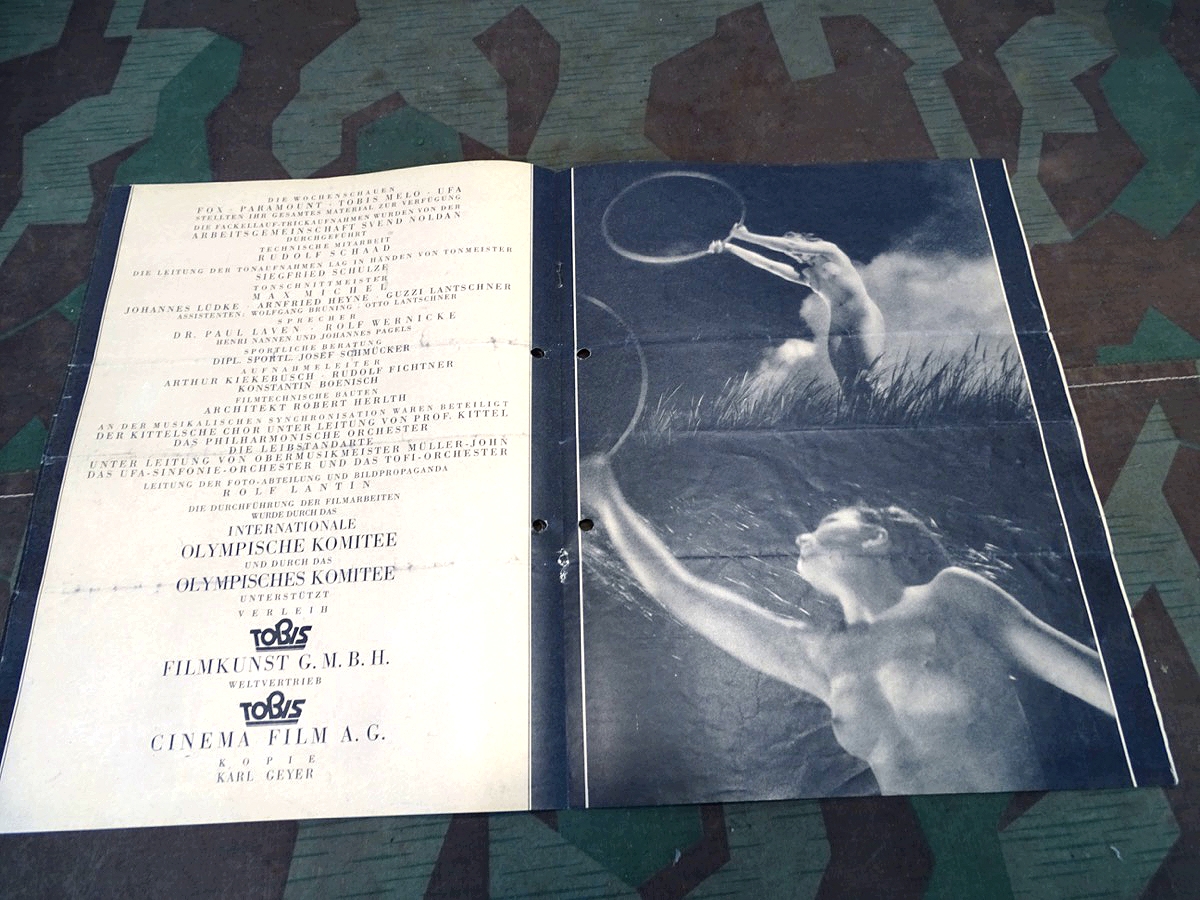 DIE WOCHENSCHAUEN
FOX · PARAMOUNT · TOBIS MELO · UFA
STELLTEN IHR GESAMTES MATERIAL ZUR VERFÜGUNG
DIE FACKELLAUF-TRICKAUFNAHMEN WURDEN VON DER
ARBEITSGEMEINSCHAFT SVEND NOLDAN
DURCHGEFÜHRT
TECHNISCHE MITARBEIT
RUDOLF SCHAAD
DIE LEITUNG DER TONAUFNAHMEN LAG IN HÄNDEN VON TONMEISTER
SIEGFRIED SCHULZE
TONSCHNITTMEISTER
MAX MICHEL
JOHANNES LÜDKE · ARNFRIED HEYNE · GUZZI LANTSCHNER
ASSISTENTEN: WOLFGANG BRÜNING · OTTO LANTSCHNER
SPRECHER
DR. PAUL LAVEN · ROLF WERNICKE
HENRI NANNEN UND JOHANNES PAGELS
SPORTLICHE BERATUNG
DIPL. SPORTL. JOSEF SCHMÜCKER
AUFNAHMELEITER
ARTHUR KIEKEBUSCH · RUDOLF FICHTNER
KONSTANTIN BOENISCH
FILMTECHNISCHE BAUTEN
ARCHITEKT ROBERT HERLTH
AN DER MUSIKALISCHEN SYNCHRONISATION WAREN BETEILIGT
DER KITTELSCHE CHOR UNTER LEITUNG VON PROF. KITTEL
DAS PHILHARMONISCHE ORCHESTER
DIE LEIBSTANDARTE
UNTER LEITUNG VON OBERMUSIKMEISTER MÜLLER-JOHN
DAS UFA-SINFONIE-ORCHESTER UND DAS TOFI-ORCHESTER
LEITUNG DER FOTO-ABTEILUNG UND BILDPROPAGANDA
ROLF LANTIN
DIE DURCHFÜHRUNG DER FILMARBEITEN
WURDE DURCH DAS
INTERNATIONALE
OLYMPISCHE KOMITEE
UND DURCH DAS
OLYMPISCHES KOMITEE
UNTERSTÜTZT
VERLEIH
TOBIS
FILMKUNST G.M.B.H.
WELTVERTRIEB
TOBIS
CINEMA FILM A.G.
KOPIE
KARL GEYER